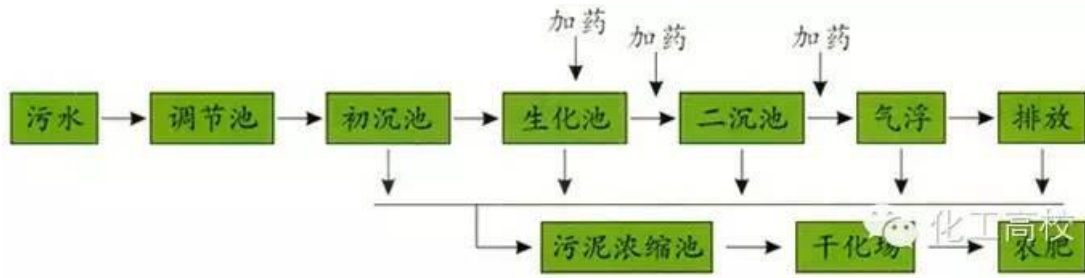 加药
加药
加药
污水
调节池
初沉池
生化池
二沉池
气浮
排放
污泥浓缩池
干化场
农肥
化工高校